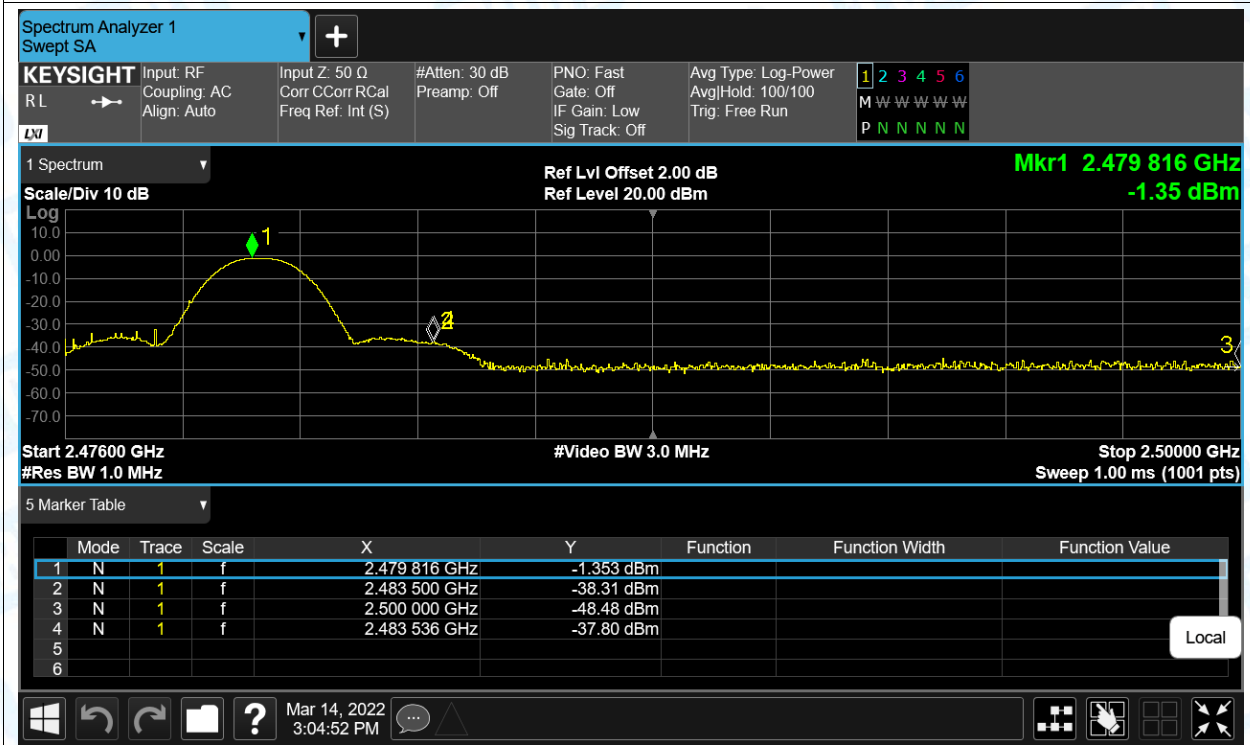 Spectrum Analyzer 1
Swept SA
+
KEYSIGHT
R L
LXI
Input: RF
Coupling: AC
Align: Auto
Input Z: 50 Ω
Corr CCorr RCal
Freq Ref: Int (S)
#Atten: 30 dB
Preamp: Off
PNO: Fast
Gate: Off
IF Gain: Low
Sig Track: Off
Avg Type: Log-Power
Avg|Hold: 100/100
Trig: Free Run
1 2 3 4 5 6
M W W W W W
P N N N N N
1 Spectrum
Scale/Div 10 dB
Ref Lvl Offset 2.00 dB
Ref Level 20.00 dBm
Mkr1 2.479 816 GHz
-1.35 dBm
Log
10.0
0.00
-10.0
-20.0
-30.0
-40.0
-50.0
-60.0
-70.0
1
2
3
Start 2.47600 GHz
#Res BW 1.0 MHz
#Video BW 3.0 MHz
Stop 2.50000 GHz
Sweep 1.00 ms (1001 pts)
5 Marker Table
Mode Trace Scale X Y Function Function Width Function Value
1 N 1 f 2.479 816 GHz -1.353 dBm
2 N 1 f 2.483 500 GHz -38.31 dBm
3 N 1 f 2.500 000 GHz -48.48 dBm
4 N 1 f 2.483 536 GHz -37.80 dBm
5
6
Local
?
Mar 14, 2022
3:04:52 PM